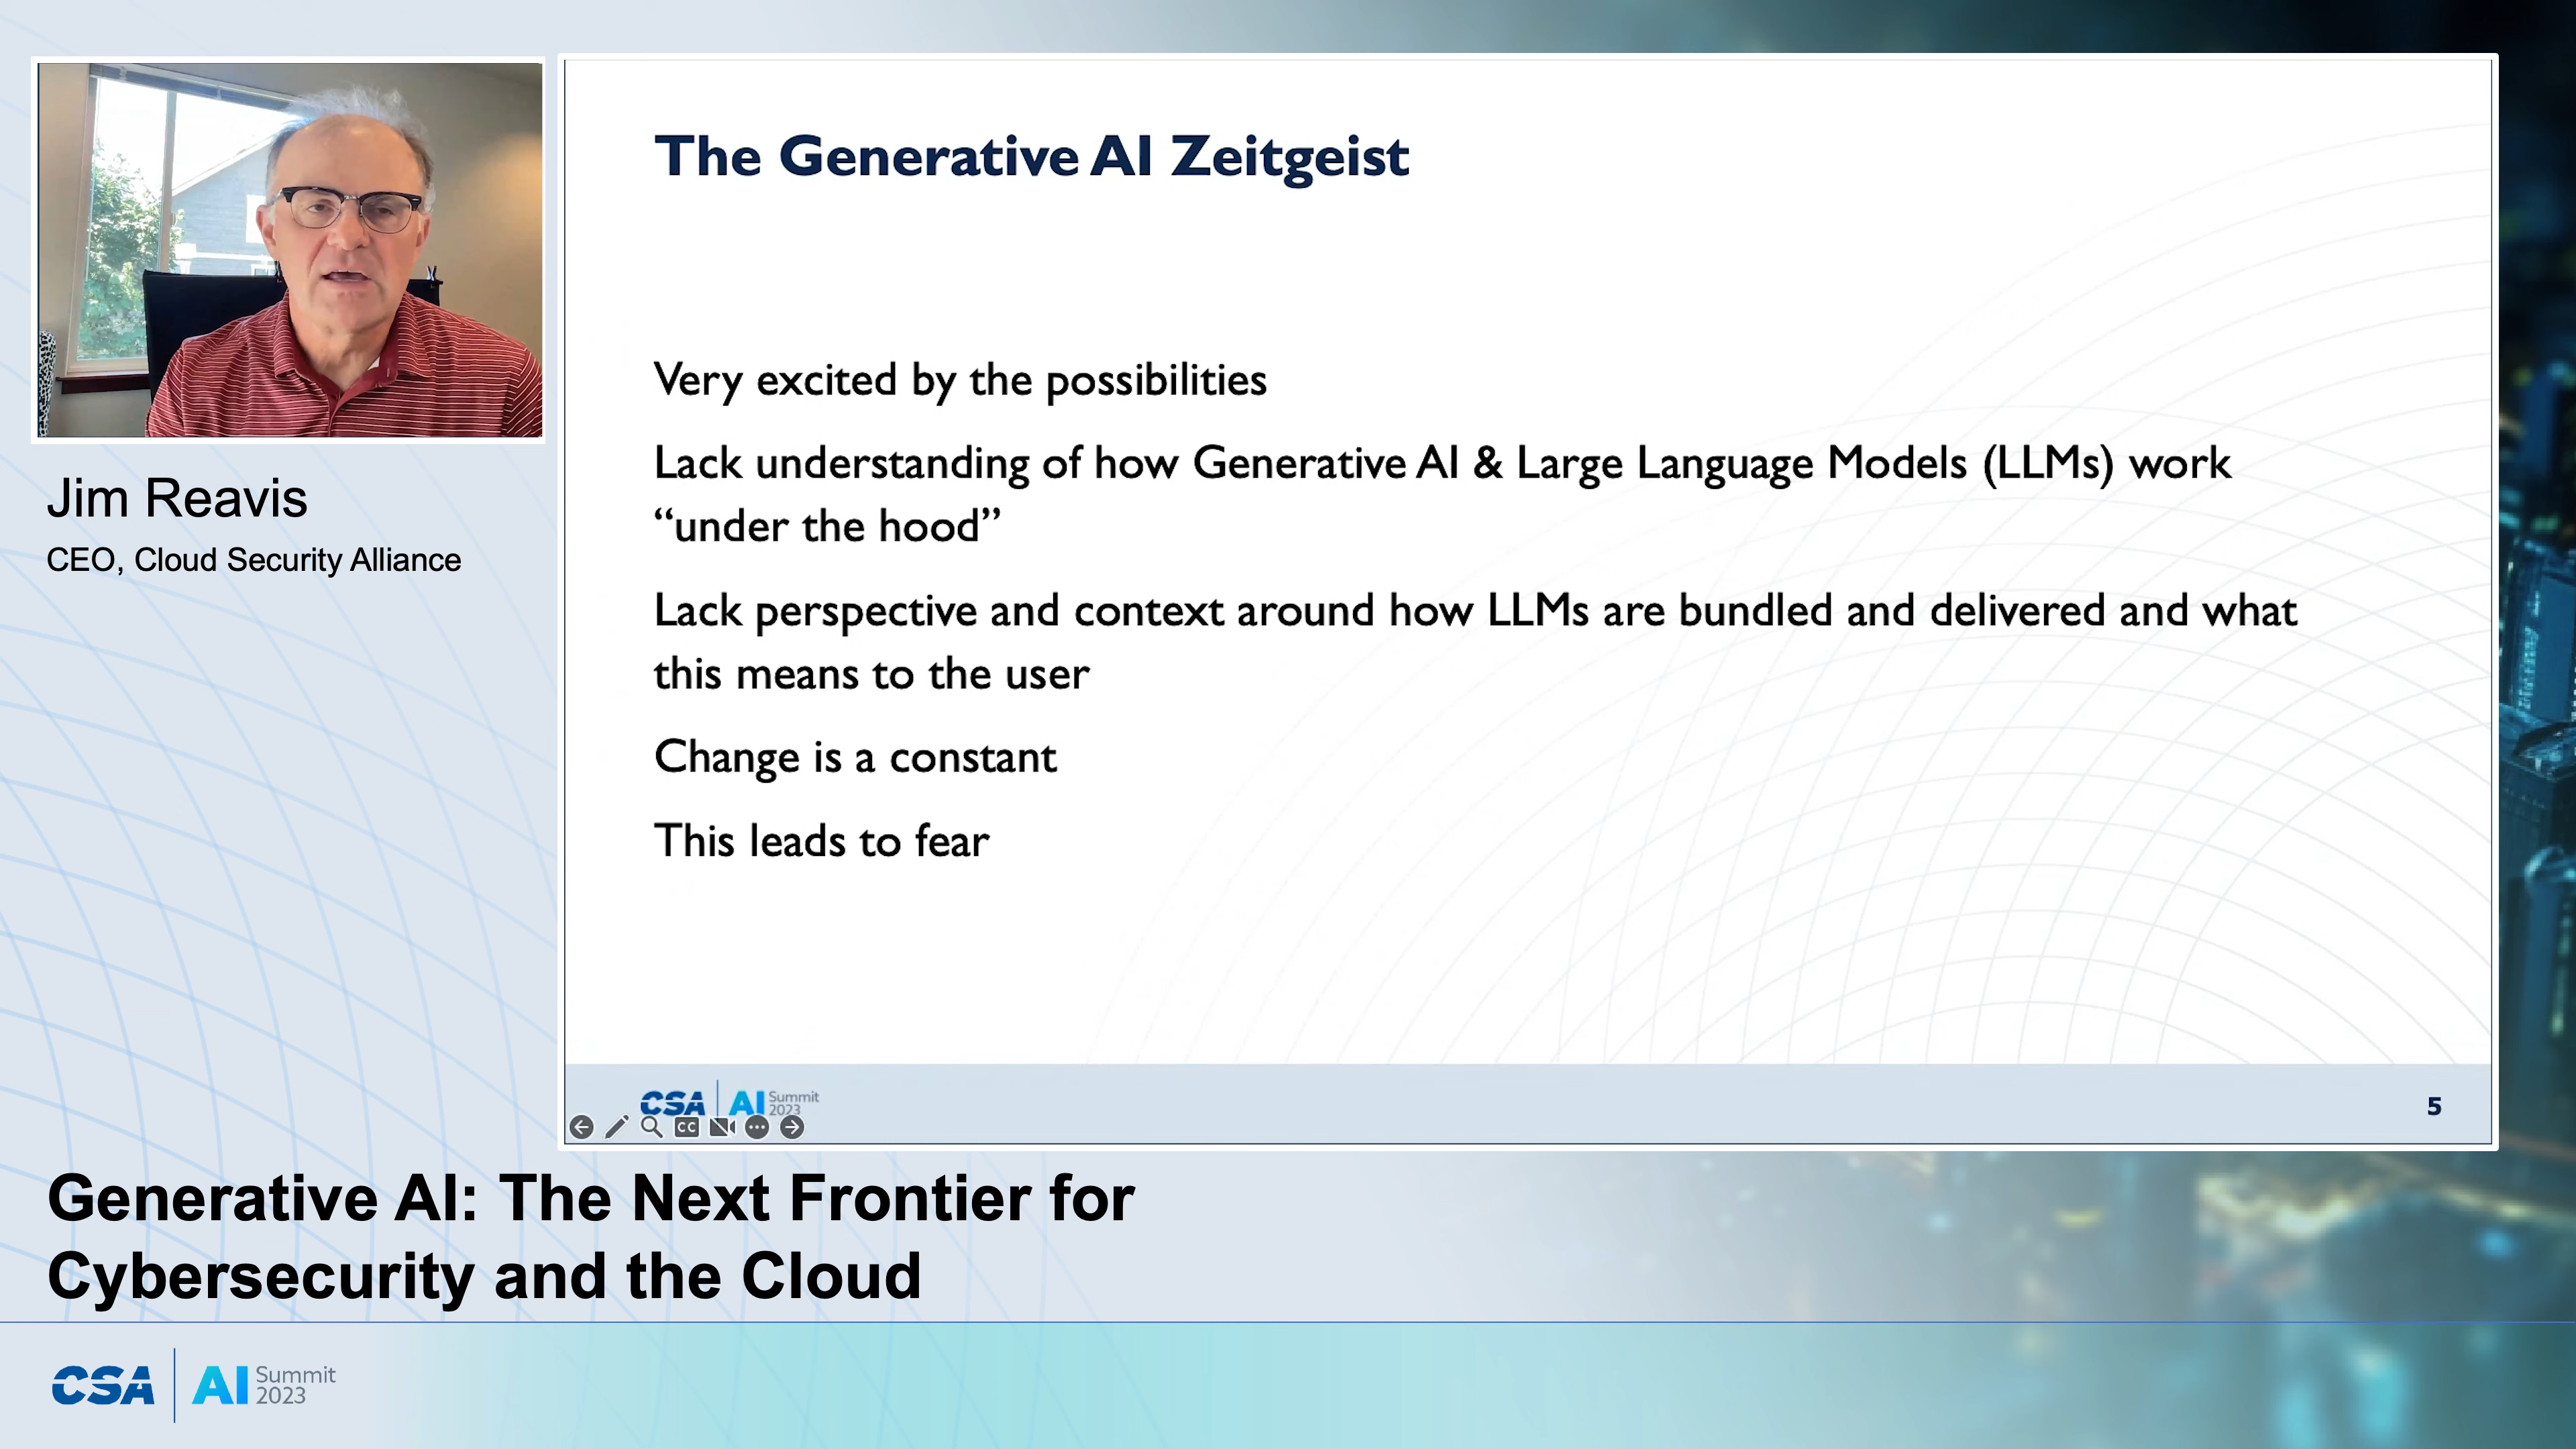 Jim Reavis
CEO, Cloud Security Alliance
The Generative AI Zeitgeist
Very excited by the possibilities
Lack understanding of how Generative AI & Large Language Models (LLMs) work
“under the hood”
Lack perspective and context around how LLMs are bundled and delivered and what
this means to the user
Change is a constant
This leads to fear
CSA AI Summit
2023
CC
5
Generative AI: The Next Frontier for
Cybersecurity and the Cloud
CSA AI Summit
2023